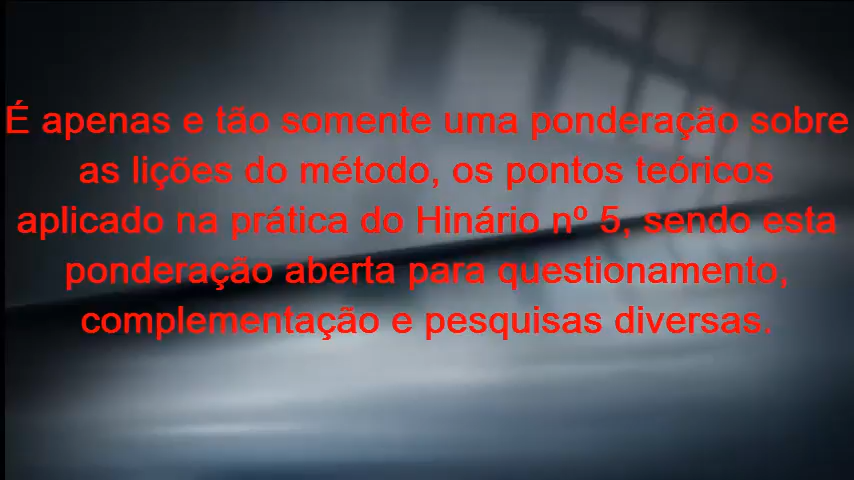 É apenas e tão somente uma ponderação sobre
as lições do método, os pontos teóricos
aplicado na prática do Hinário nº 5, sendo esta
ponderação aberta para questionamento,
complementação e pesquisas diversas.